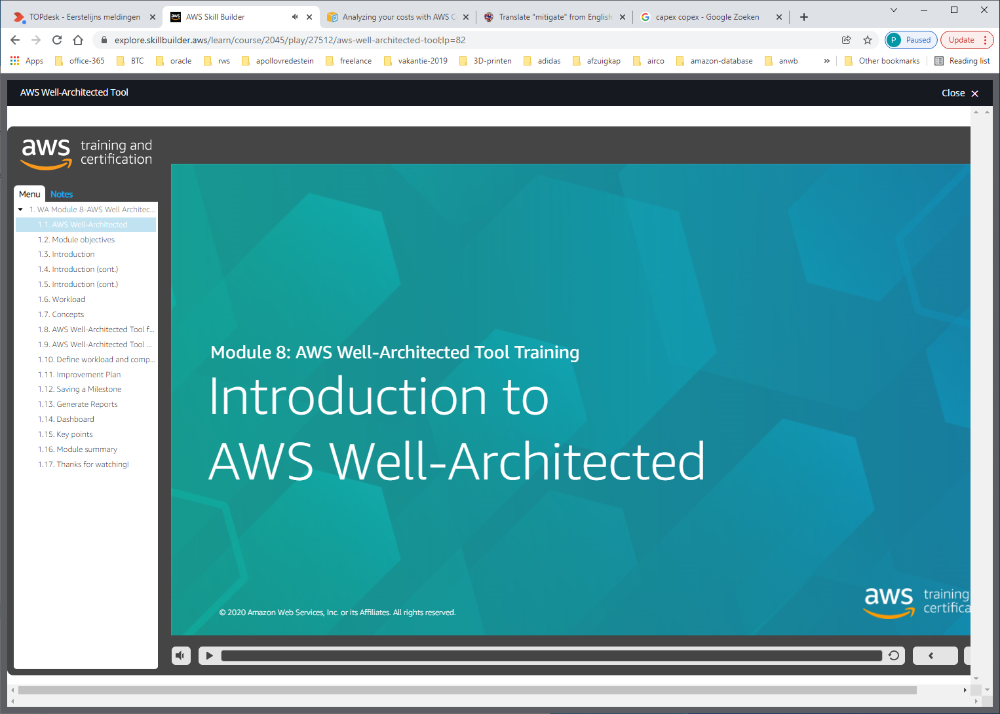 TOPdesk - Eerstelijns meldingen
AWS Skill Builder
Analyzing your costs with AWS C
Translate "mitigate" from English
capex copex - Google Zoeken
explore.skillbuilder.aws/learn/course/2045/play/27512/aws-well-architected-tool;lp=82
P Paused
Update
Apps office-365 BTC oracle rws apollovredestein freelance vakantie-2019 3D-printen adidas afzuigkap airco amazon-database anwb » Other bookmarks Reading list
AWS Well-Architected Tool
Close
aws training and
certification
Menu Notes
1. WA Module 8-AWS Well Architec...
1.1. AWS Well-Architected
1.2. Module objectives
1.3. Introduction
1.4. Introduction (cont.)
1.5. Introduction (cont.)
1.6. Workload
1.7. Concepts
1.8. AWS Well-Architected Tool f...
1.9. AWS Well-Architected Tool ...
1.10. Define workload and comp...
1.11. Improvement Plan
1.12. Saving a Milestone
1.13. Generate Reports
1.14. Dashboard
1.15. Key points
1.16. Module summary
1.17. Thanks for watching!
Module 8: AWS Well-Architected Tool Training
Introduction to
AWS Well-Architected
© 2020 Amazon Web Services, Inc. or its Affiliates. All rights reserved.
aws training
certifica